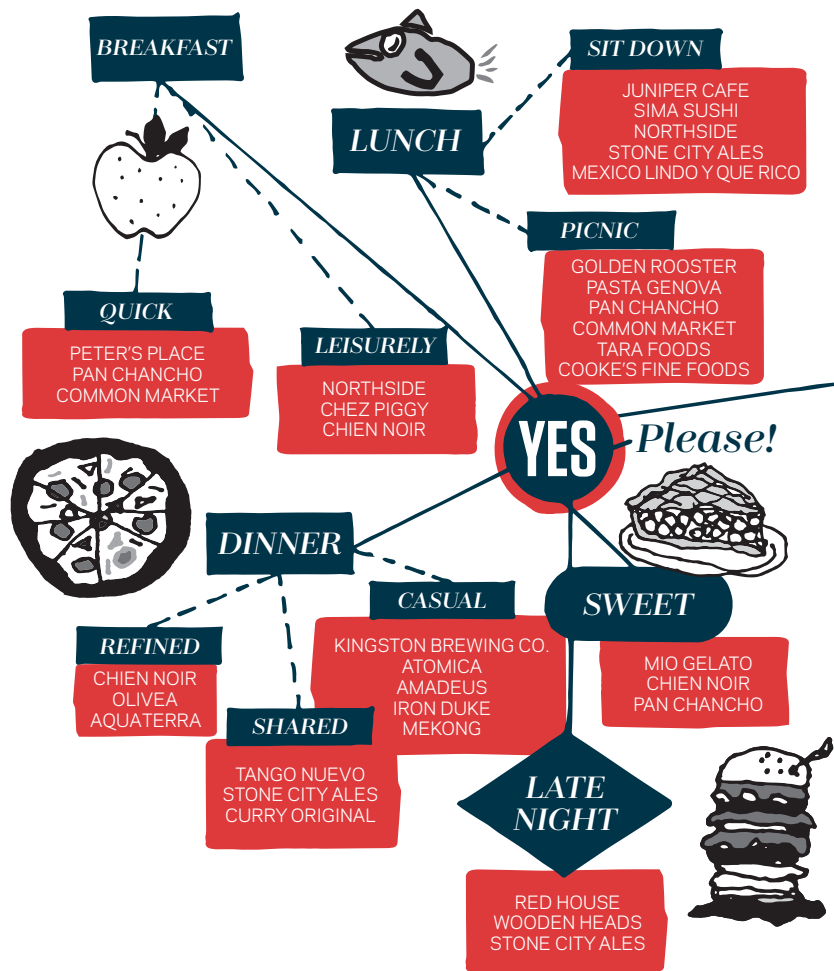 BREAKFAST
QUICK
PETER'S PLACE
PAN CHANCHO
COMMON MARKET
LEISURELY
NORTHSIDE
CHEZ PIGGY
CHIEN NOIR
LUNCH
SIT DOWN
JUNIPER CAFE
SIMA SUSHI
NORTHSIDE
STONE CITY ALES
MEXICO LINDO Y QUE RICO
PICNIC
GOLDEN ROOSTER
PASTA GENOVA
PAN CHANCHO
COMMON MARKET
TARA FOODS
COOKE'S FINE FOODS
YES Please!
DINNER
REFINED
CHIEN NOIR
OLIVEA
AQUATERRA
SHARED
TANGO NUEVO
STONE CITY ALES
CURRY ORIGINAL
CASUAL
KINGSTON BREWING CO.
ATOMICA
AMADEUS
IRON DUKE
MEKONG
SWEET
MIO GELATO
CHIEN NOIR
PAN CHANCHO
LATE
NIGHT
RED HOUSE
WOODEN HEADS
STONE CITY ALES